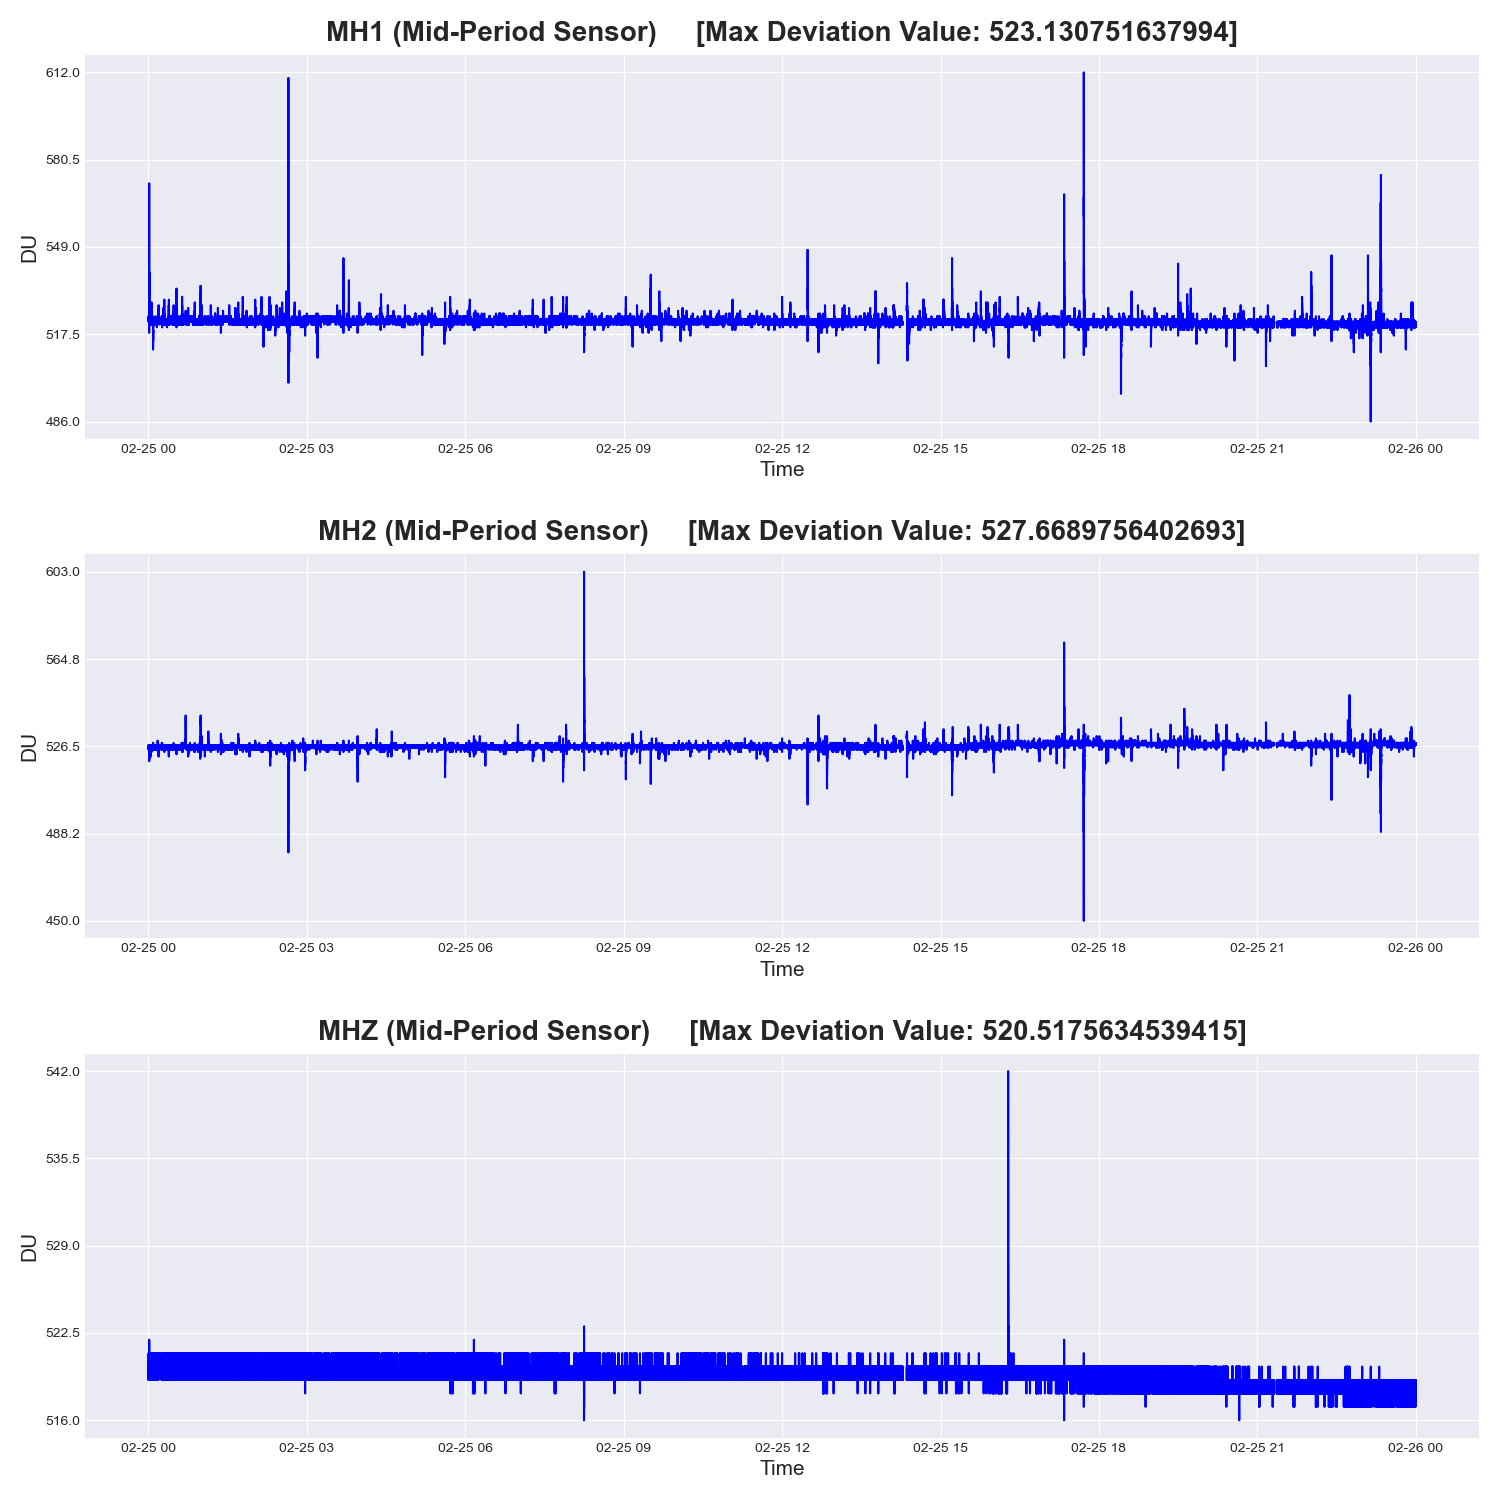 MH1 (Mid-Period Sensor) [Max Deviation Value: 523.130751637994]
612.0
580.5
549.0
517.5
486.0
DU
02-25 00 02-25 03 02-25 06 02-25 09 02-25 12 02-25 15 02-25 18 02-25 21 02-26 00
Time
MH2 (Mid-Period Sensor) [Max Deviation Value: 527.6689756402693]
603.0
564.8
526.5
488.2
450.0
DU
02-25 00 02-25 03 02-25 06 02-25 09 02-25 12 02-25 15 02-25 18 02-25 21 02-26 00
Time
MHZ (Mid-Period Sensor) [Max Deviation Value: 520.5175634539415]
542.0
535.5
529.0
522.5
516.0
DU
02-25 00 02-25 03 02-25 06 02-25 09 02-25 12 02-25 15 02-25 18 02-25 21 02-26 00
Time